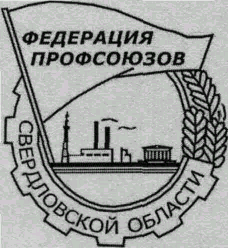 ФЕДЕРАЦИЯ
ПРОФСОЮЗОВ
СВЕРДЛОВСКОЙ ОБЛАСТИ